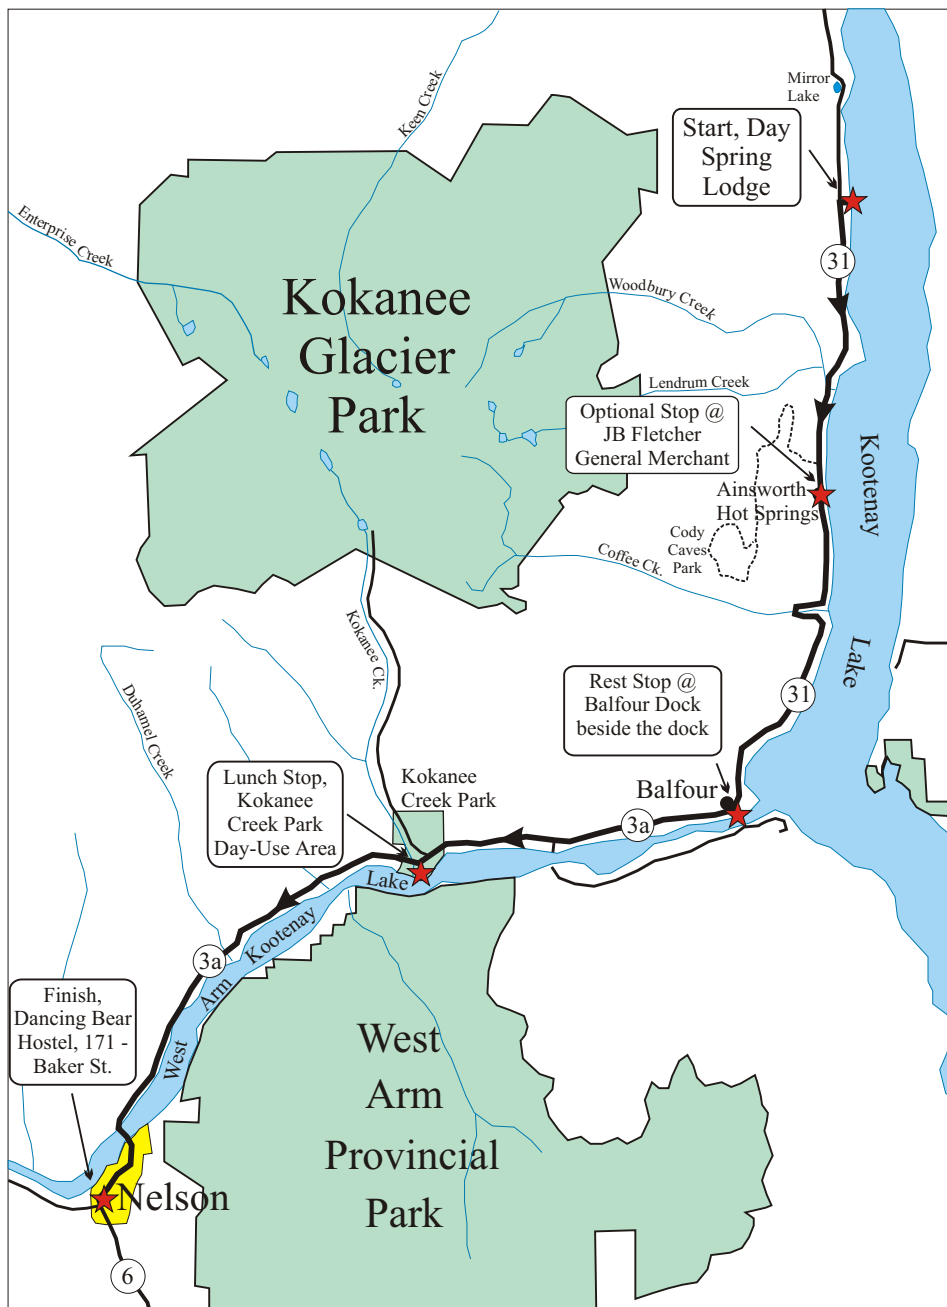 Mirror
Lake
Start, Day
Spring
Lodge
Keen Creek
Enterprise Creek
31
Kokanee
Glacier
Park
Woodbury Creek
Lendrum Creek
Optional Stop @
JB Fletcher
General Merchant
Kootenay
Lake
Ainsworth
Hot Springs
Cody
Caves
Park
Coffee Ck.
Kokanee Ck.
Duhamel Creek
31
Rest Stop @
Balfour Dock
beside the dock
Balfour
Kokanee
Creek Park
Lunch Stop,
Kokanee
Creek Park
Day-Use Area
3a
3a
West
Arm
Kootenay
Lake
Finish,
Dancing Bear
Hostel, 171 -
Baker St.
West
Arm
Provincial
Park
Nelson
6